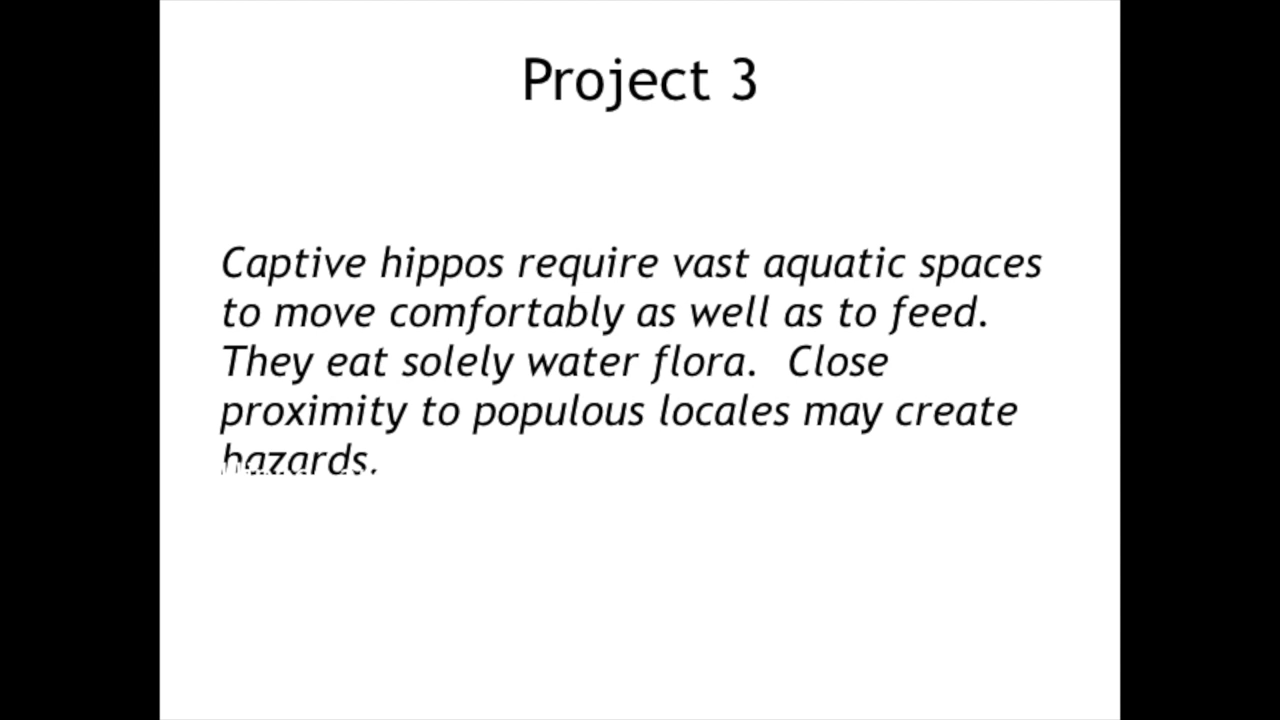 Project 3
Captive hippos require vast aquatic spaces
to move comfortably as well as to feed.
They eat solely water flora.  Close
proximity to populous locales may create
hazards.